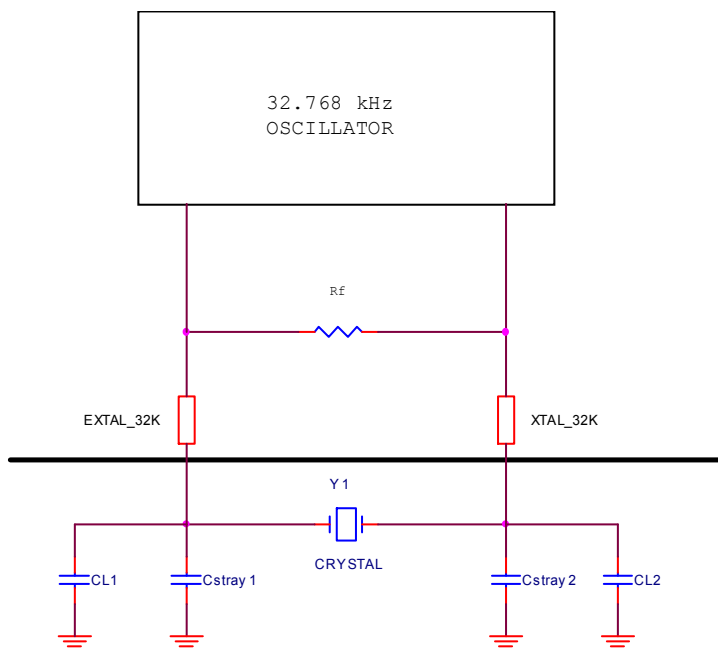 32.768 kHz
OSCILLATOR
Rf
EXTAL_32K
XTAL_32K
Y1
CRYSTAL
CL1
Cstray 1
Cstray 2
CL2